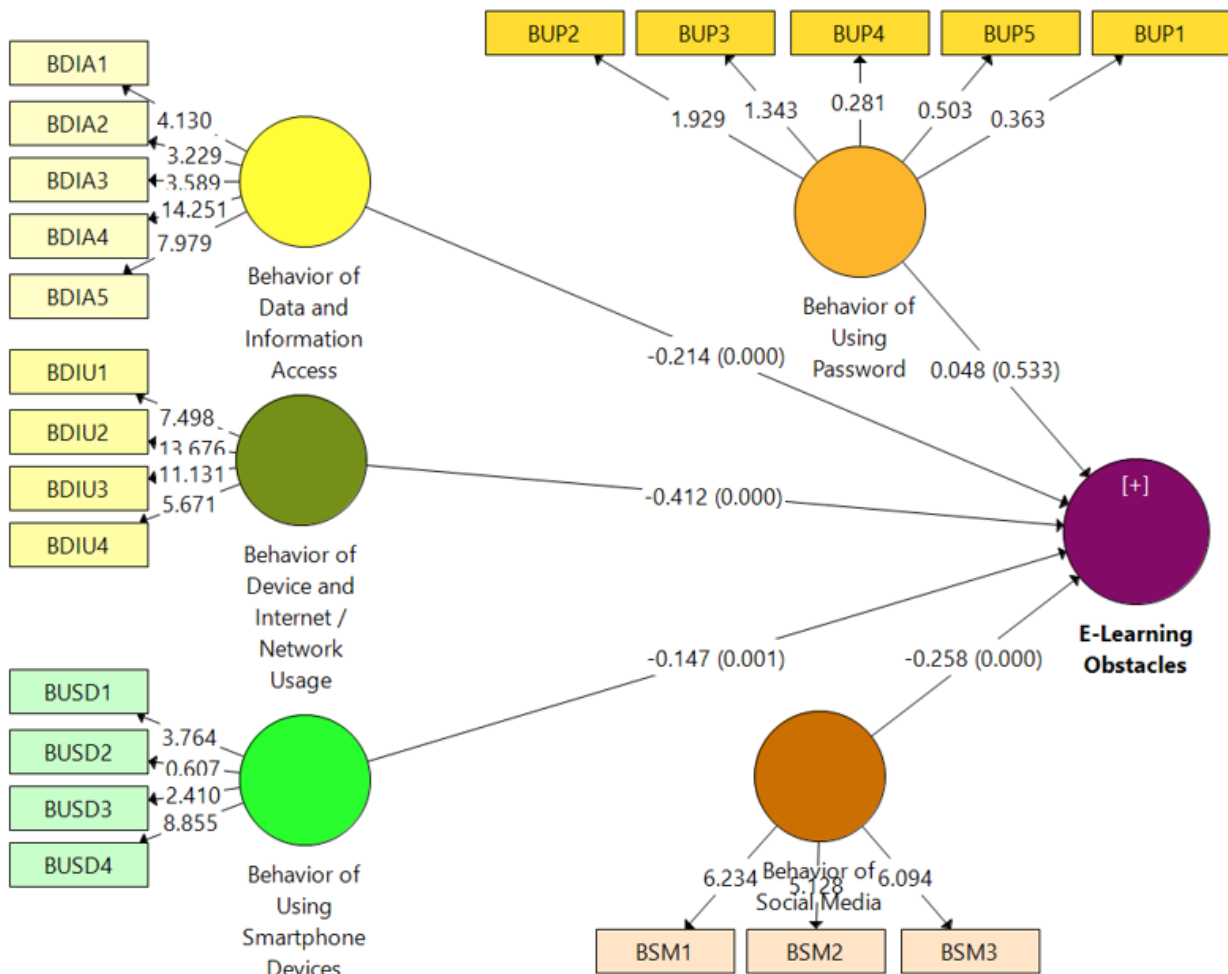 BUP2
BUP3
BUP4
BUP5
BUP1
1.929
1.343
0.281
0.503
0.363
BDIA1
BDIA2
BDIA3
BDIA4
BDIA5
4.130
3.229
3.589
14.251
7.979
Behavior of
Data and
Information
Access
Behavior of
Using
Password
-0.214 (0.000)
0.048 (0.533)
BDIU1
BDIU2
BDIU3
BDIU4
7.498
13.676
11.131
5.671
Behavior of
Device and
Internet /
Network
Usage
-0.412 (0.000)
[+]
E-Learning
Obstacles
-0.147 (0.001)
-0.258 (0.000)
BUSD1
BUSD2
BUSD3
BUSD4
3.764
0.607
2.410
8.855
Behavior of
Using
Smartphone
Devices
Behavior of
Social Media
6.234
5.128
6.094
BSM1
BSM2
BSM3